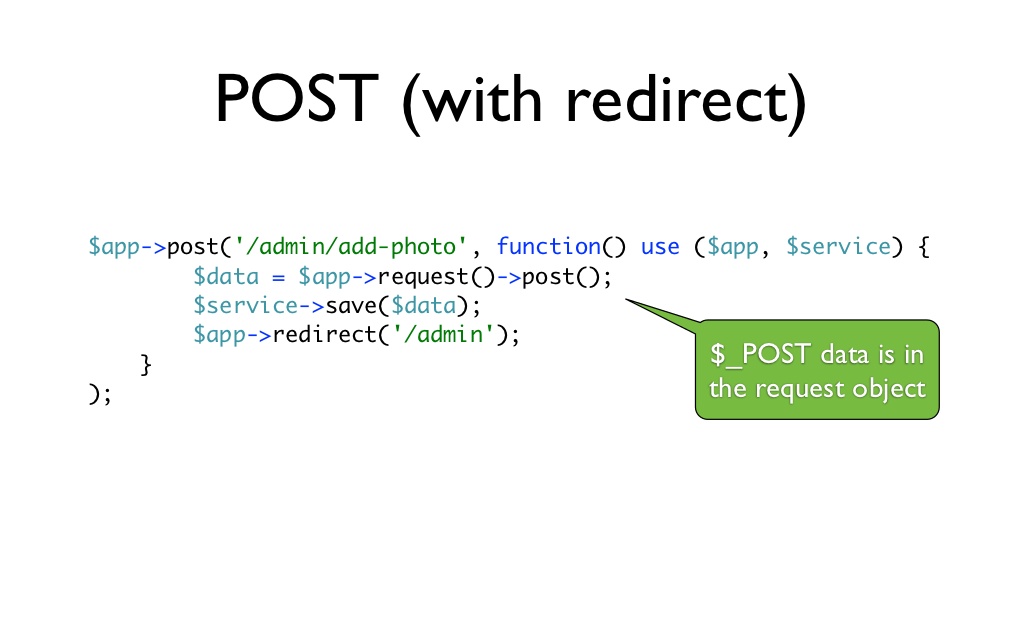 POST (with redirect)
$app->post('/admin/add-photo', function() use ($app, $service) {
        $data = $app->request()->post();
        $service->save($data);
        $app->redirect('/admin');
    }
);
$_POST data is in
the request object